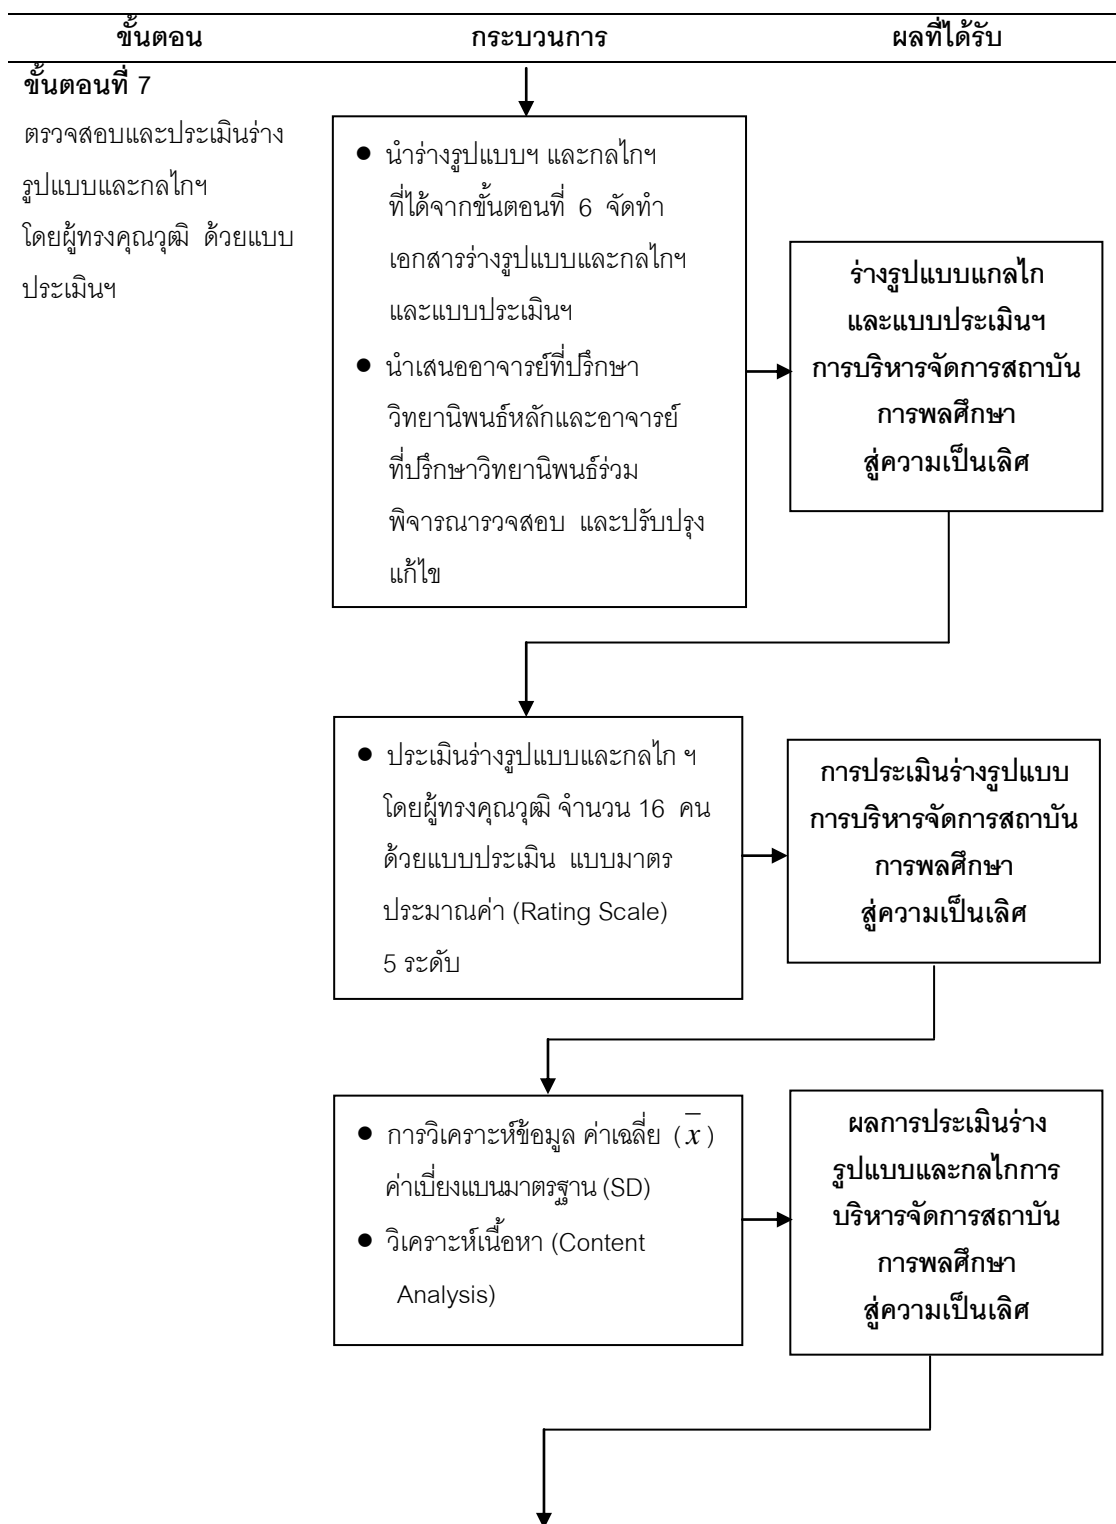 ขั้นตอน กระบวนการ ผลที่ได้รับ
ขั้นตอนที่ 7
ตรวจสอบและประเมินร่าง
รูปแบบและกลไกฯ
โดยผู้ทรงคุณวุฒิ ด้วยแบบ
ประเมินฯ
● นำร่างรูปแบบฯ และกลไกฯ
ที่ได้จากขั้นตอนที่ 6 จัดทำ
เอกสารร่างรูปแบบและกลไกฯ
และแบบประเมินฯ
● นำเสนออาจารย์ที่ปรึกษา
วิทยานิพนธ์หลักและอาจารย์
ที่ปรึกษาวิทยานิพนธ์ร่วม
พิจารณารวจสอบ และปรับปรุง
แก้ไข
ร่างรูปแบบแกลไก
และแบบประเมินฯ
การบริหารจัดการสถาบัน
การพลศึกษา
สู่ความเป็นเลิศ
● ประเมินร่างรูปแบบและกลไก ฯ
โดยผู้ทรงคุณวุฒิ จำนวน 16 คน
ด้วยแบบประเมิน แบบมาตร
ประมาณค่า (Rating Scale)
5 ระดับ
การประเมินร่างรูปแบบ
การบริหารจัดการสถาบัน
การพลศึกษา
สู่ความเป็นเลิศ
● การวิเคราะห์ข้อมูล ค่าเฉลี่ย (x̄)
ค่าเบี่ยงแบนมาตรฐาน (SD)
● วิเคราะห์เนื้อหา (Content
Analysis)
ผลการประเมินร่าง
รูปแบบและกลไกการ
บริหารจัดการสถาบัน
การพลศึกษา
สู่ความเป็นเลิศ